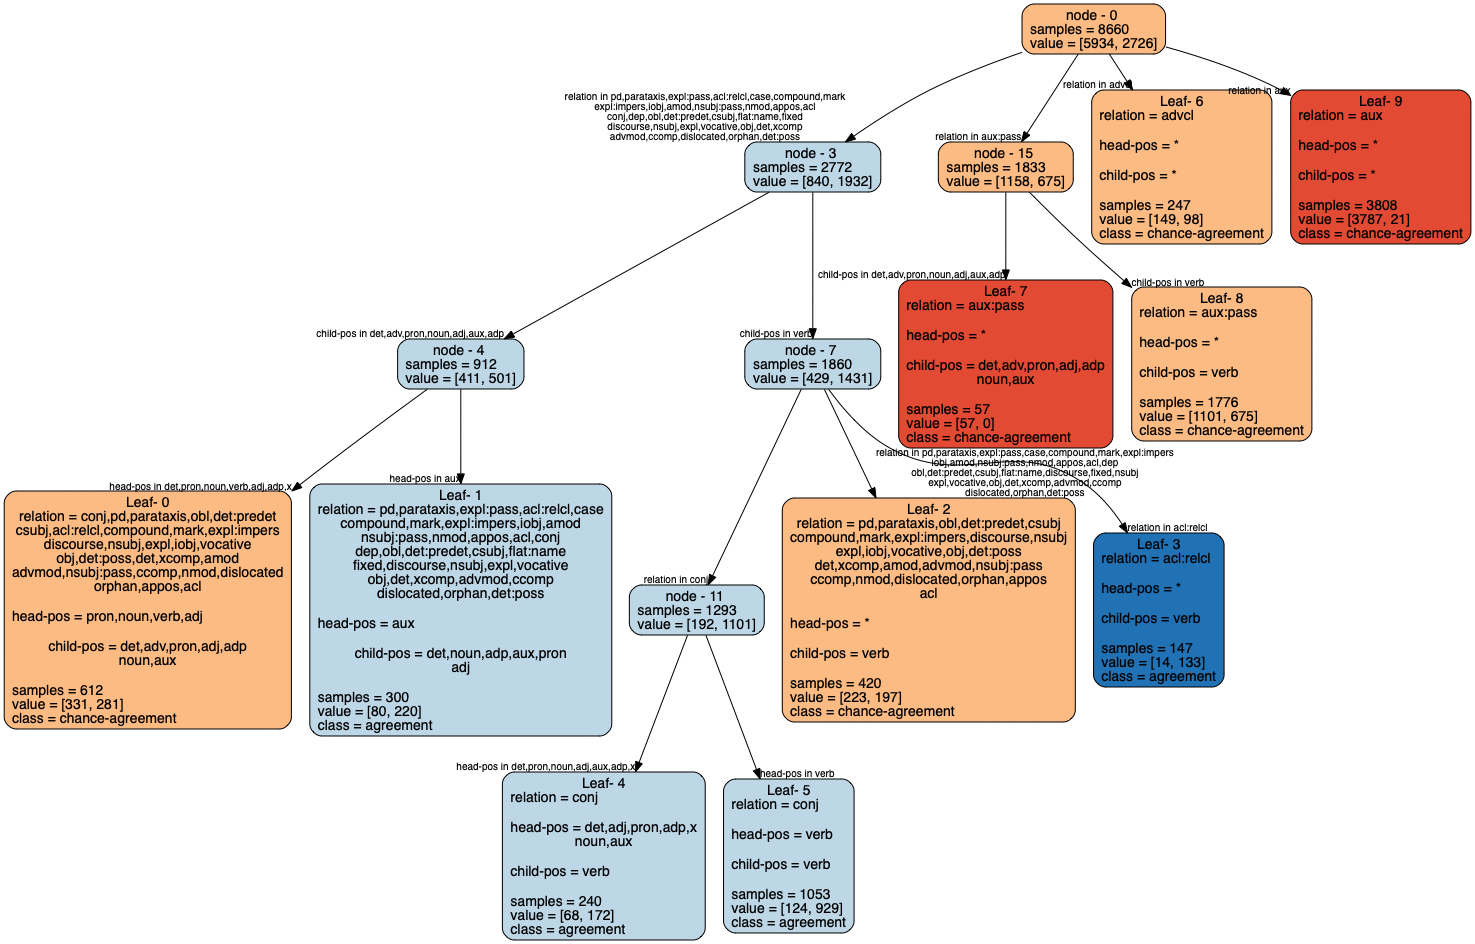 node - 0
samples = 8660
value = [5934, 2726]
relation in pd,parataxis,expl:pass,acl:relcl,case,compound,mark
expl:impers,iobj,amod,nsubj:pass,nmod,appos,acl
conj,dep,obl,det:predet,csubj,flat:name,fixed
discourse,nsubj,expl,vocative,obj,det,xcomp
advmod,ccomp,dislocated,orphan,det:poss
node - 3
samples = 2772
value = [840, 1932]
relation in aux:pass
node - 15
samples = 1833
value = [1158, 675]
relation in advcl
Leaf- 6
relation = advcl
head-pos = *
child-pos = *
samples = 247
value = [149, 98]
class = chance-agreement
relation in aux
Leaf- 9
relation = aux
head-pos = *
child-pos = *
samples = 3808
value = [3787, 21]
class = chance-agreement
child-pos in det,adv,pron,noun,adj,aux,adp
node - 4
samples = 912
value = [411, 501]
child-pos in verb
node - 7
samples = 1860
value = [429, 1431]
child-pos in det,adv,pron,noun,adj,aux,adp
Leaf- 7
relation = aux:pass
head-pos = *
child-pos = det,adv,pron,adj,adp
noun,aux
samples = 57
value = [57, 0]
class = chance-agreement
child-pos in verb
Leaf- 8
relation = aux:pass
head-pos = *
child-pos = verb
samples = 1776
value = [1101, 675]
class = chance-agreement
head-pos in det,pron,noun,verb,adj,adp,x
Leaf- 0
relation = conj,pd,parataxis,obl,det:predet
csubj,acl:relcl,compound,mark,expl:impers
discourse,nsubj,expl,iobj,vocative
obj,det:poss,det,xcomp,amod
advmod,nsubj:pass,ccomp,nmod,dislocated
orphan,appos,acl
head-pos = pron,noun,verb,adj
child-pos = det,adv,pron,adj,adp
noun,aux
samples = 612
value = [331, 281]
class = chance-agreement
head-pos in aux
Leaf- 1
relation = pd,parataxis,expl:pass,acl:relcl,case
compound,mark,expl:impers,iobj,amod
nsubj:pass,nmod,appos,acl,conj
dep,obl,det:predet,csubj,flat:name
fixed,discourse,nsubj,expl,vocative
obj,det,xcomp,advmod,ccomp
dislocated,orphan,det:poss
head-pos = aux
child-pos = det,noun,adp,aux,pron
adj
samples = 300
value = [80, 220]
class = agreement
relation in conj
node - 11
samples = 1293
value = [192, 1101]
relation in pd,parataxis,expl:pass,case,compound,mark,expl:impers
iobj,amod,nsubj:pass,nmod,appos,acl,dep
obl,det:predet,csubj,flat:name,discourse,fixed,nsubj
expl,vocative,obj,det,xcomp,advmod,ccomp
dislocated,orphan,det:poss
Leaf- 2
relation = pd,parataxis,obl,det:predet,csubj
compound,mark,expl:impers,discourse,nsubj
expl,iobj,vocative,obj,det:poss
det,xcomp,amod,advmod,nsubj:pass
ccomp,nmod,dislocated,orphan,appos
acl
head-pos = *
child-pos = verb
samples = 420
value = [223, 197]
class = chance-agreement
relation in acl:relcl
Leaf- 3
relation = acl:relcl
head-pos = *
child-pos = verb
samples = 147
value = [14, 133]
class = agreement
head-pos in det,pron,noun,adj,aux,adp,x
Leaf- 4
relation = conj
head-pos = det,adj,pron,adp,x
noun,aux
child-pos = verb
samples = 240
value = [68, 172]
class = agreement
head-pos in verb
Leaf- 5
relation = conj
head-pos = verb
child-pos = verb
samples = 1053
value = [124, 929]
class = agreement